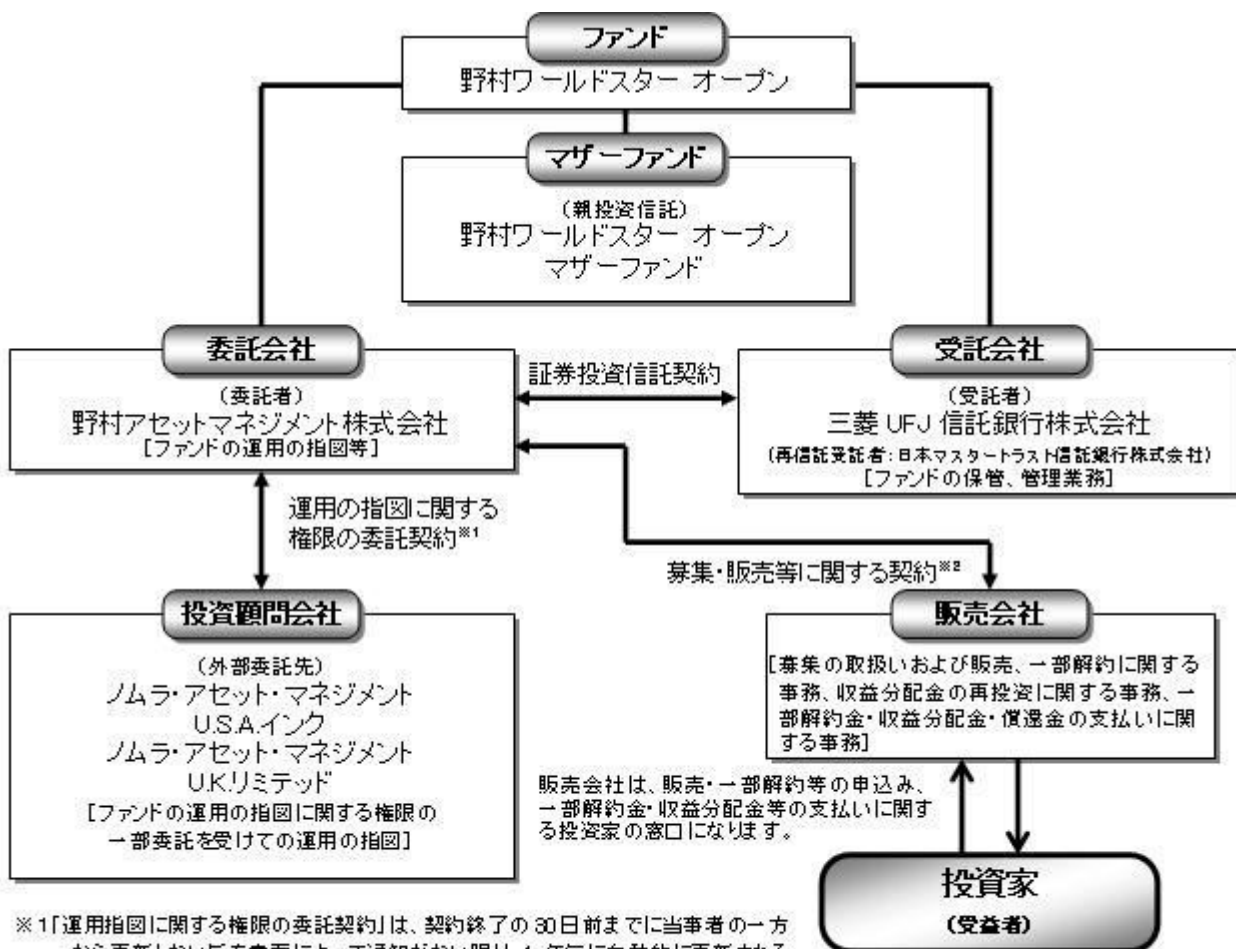 ファンド
野村ワールドスター オープン
マザーファンド
(親投資信託)
野村ワールドスター オープン
マザーファンド
委託会社
(委託者)
野村アセットマネジメント株式会社
[ファンドの運用の指図等]
証券投資信託契約
受託会社
(受託者)
三菱 UFJ 信託銀行株式会社
(再信託受託者:日本マスタートラスト信託銀行株式会社)
[ファンドの保管、管理業務]
運用の指図に関する
権限の委託契約※1
募集・販売等に関する契約※2
投資顧問会社
(外部委託先)
ノムラ・アセット・マネジメント
U.S.A.インク
ノムラ・アセット・マネジメント
U.K.リミテッド
[ファンドの運用の指図に関する権限の
一部委託を受けての運用の指図]
販売会社
[募集の取扱いおよび販売、一部解約に関する
事務、収益分配金の再投資に関する事務、一
部解約金・収益分配金・償還金の支払いに関
する事務]
販売会社は、販売・一部解約等の申込み、
一部解約金・収益分配金等の支払いに関す
る投資家の窓口になります。
投資家
(受益者)
※1「運用指図に関する権限の委託契約」は、契約終了の30日前までに当事者の一方